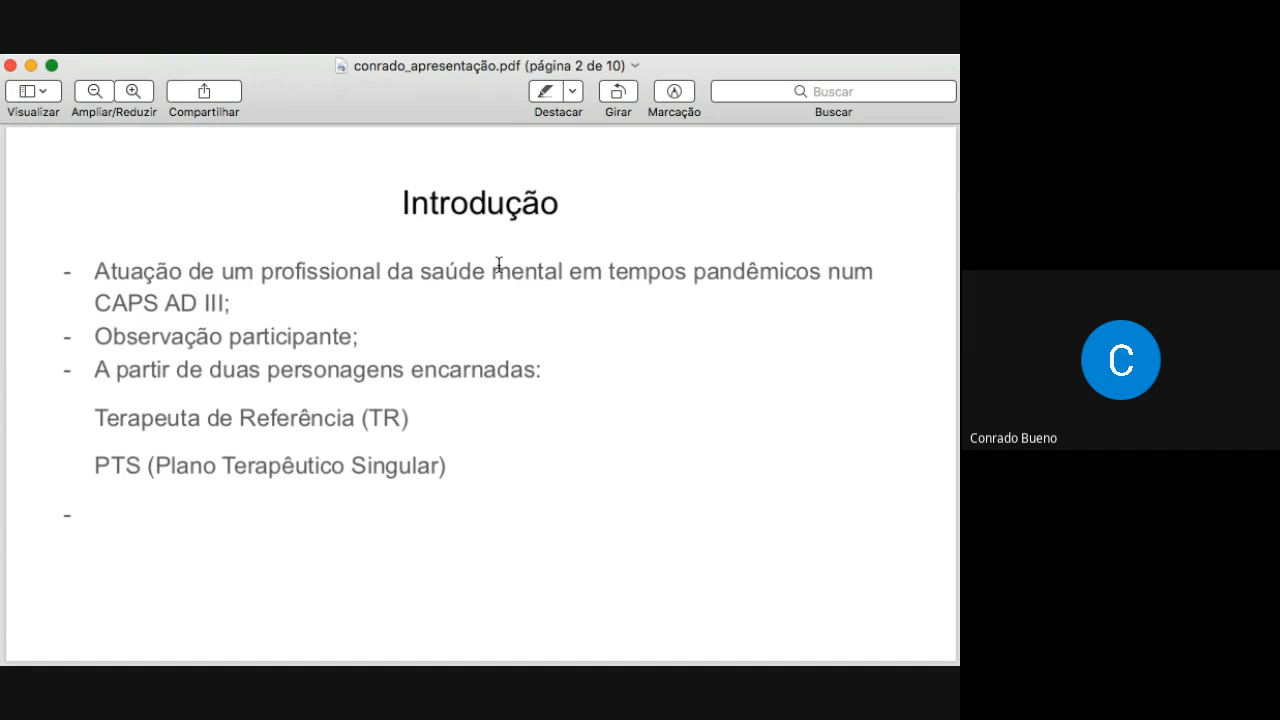 conrado_apresentação.pdf (página 2 de 10)
Buscar
Visualizar Ampliar/Reduzir Compartilhar Destacar Girar Marcação Buscar
Introdução
- Atuação de um profissional da saúde mental em tempos pandêmicos num
CAPS AD III;
- Observação participante;
- A partir de duas personagens encarnadas:
Terapeuta de Referência (TR)
PTS (Plano Terapêutico Singular)
-
C
Conrado Bueno